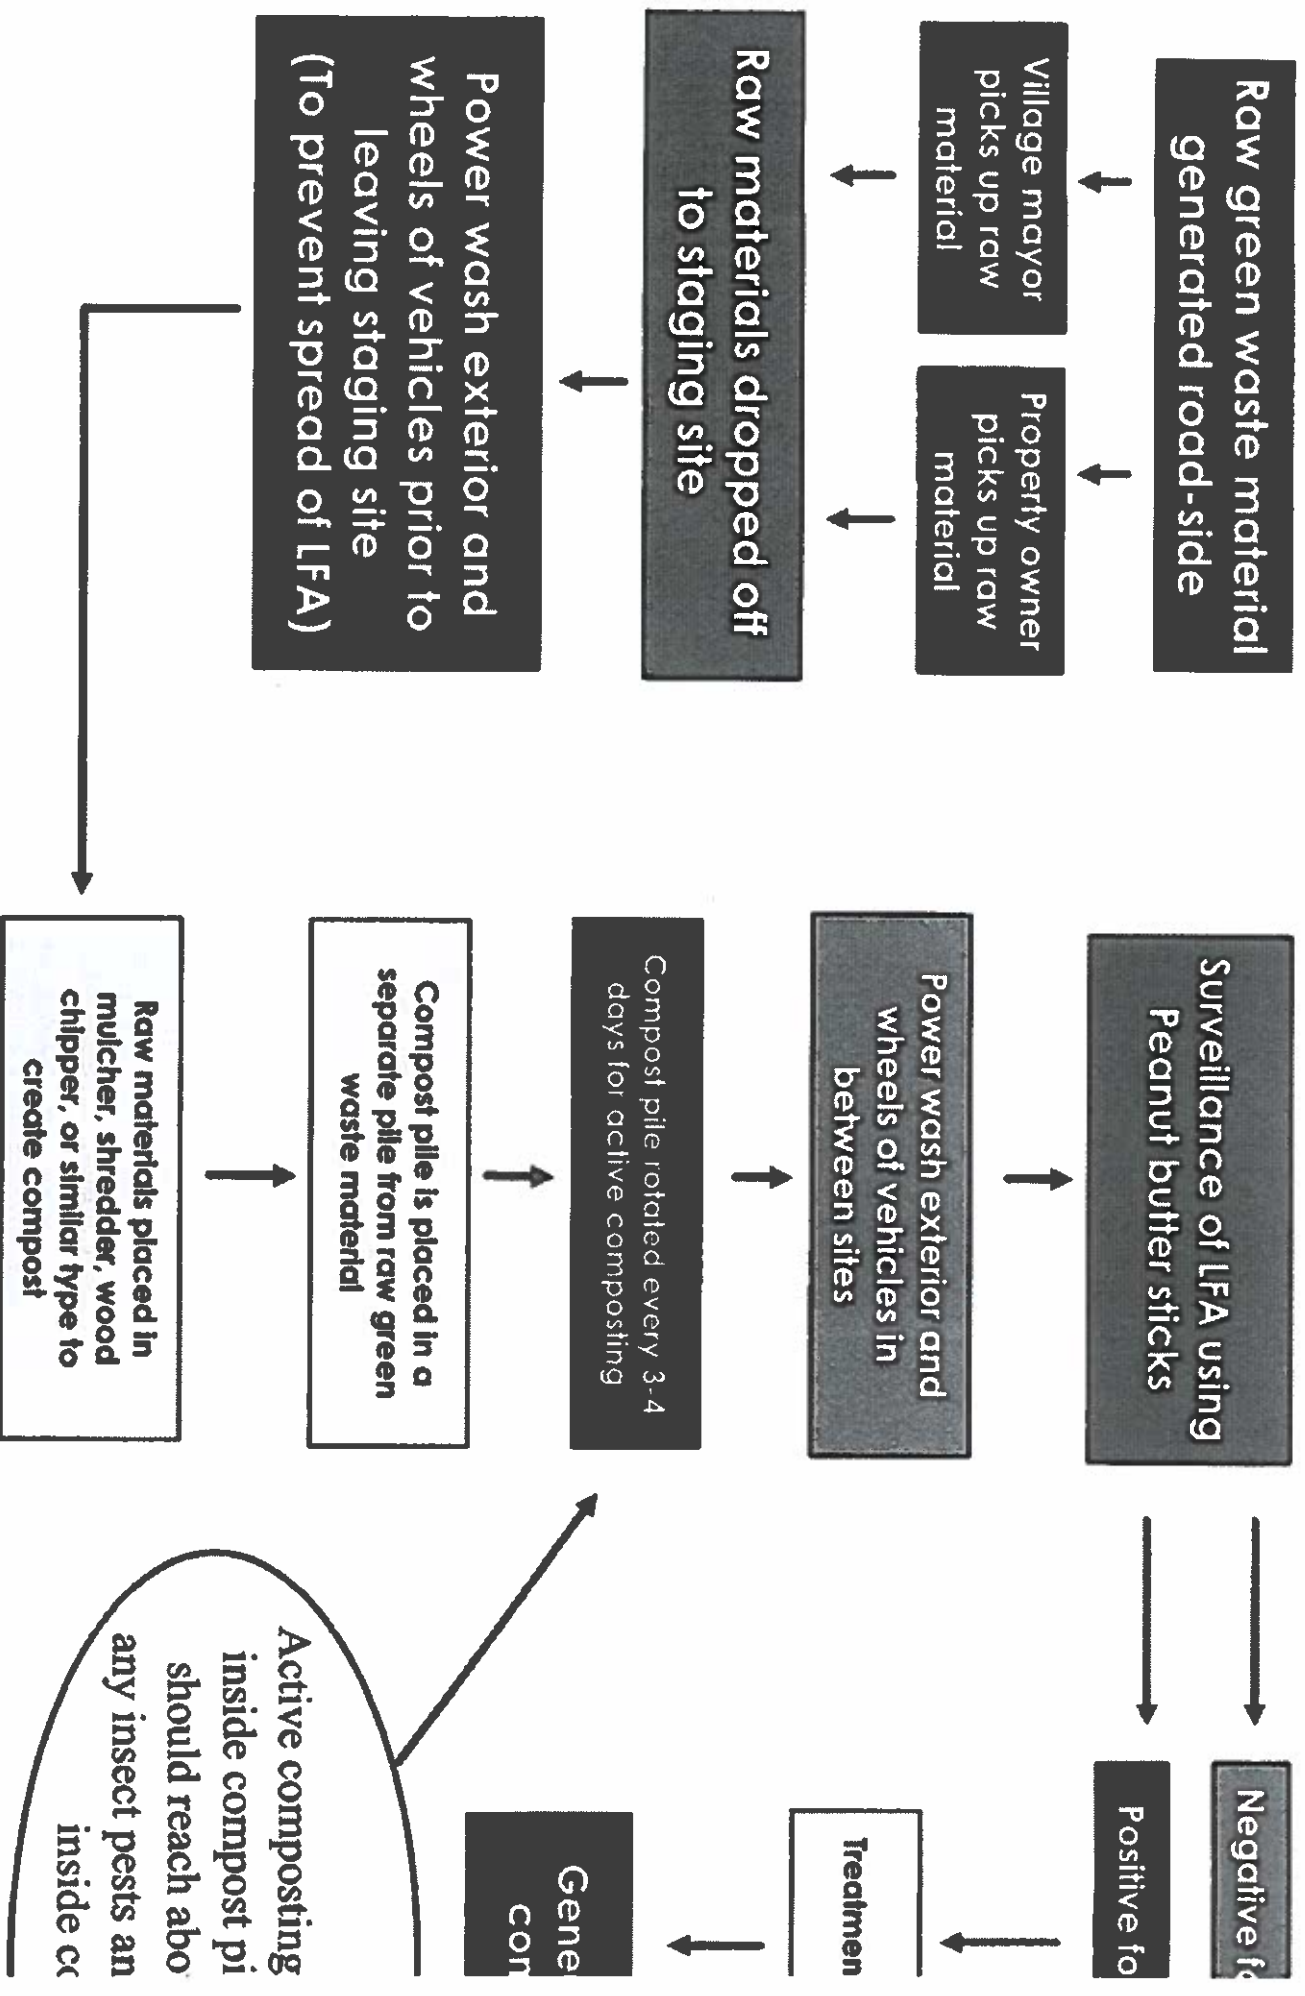 Raw green waste material
generated road-side
Village mayor
picks up raw
material
Property owner
picks up raw
material
Raw materials dropped off
to staging site
Power wash exterior and
wheels of vehicles prior to
leaving staging site
(To prevent spread of LFA)
Surveillance of LFA using
Peanut butter sticks
Power wash exterior and
wheels of vehicles in
between sites
Compost pile rotated every 3-4
days for active composting
Compost pile is placed in a
separate pile from raw green
waste material
Raw materials placed in
mulcher, shredder, wood
chipper, or similar type to
create compost
Negative fo
Positive fo
Treatmen
Gene
con
Active composting
inside compost pi
should reach abo
any insect pests an
inside co